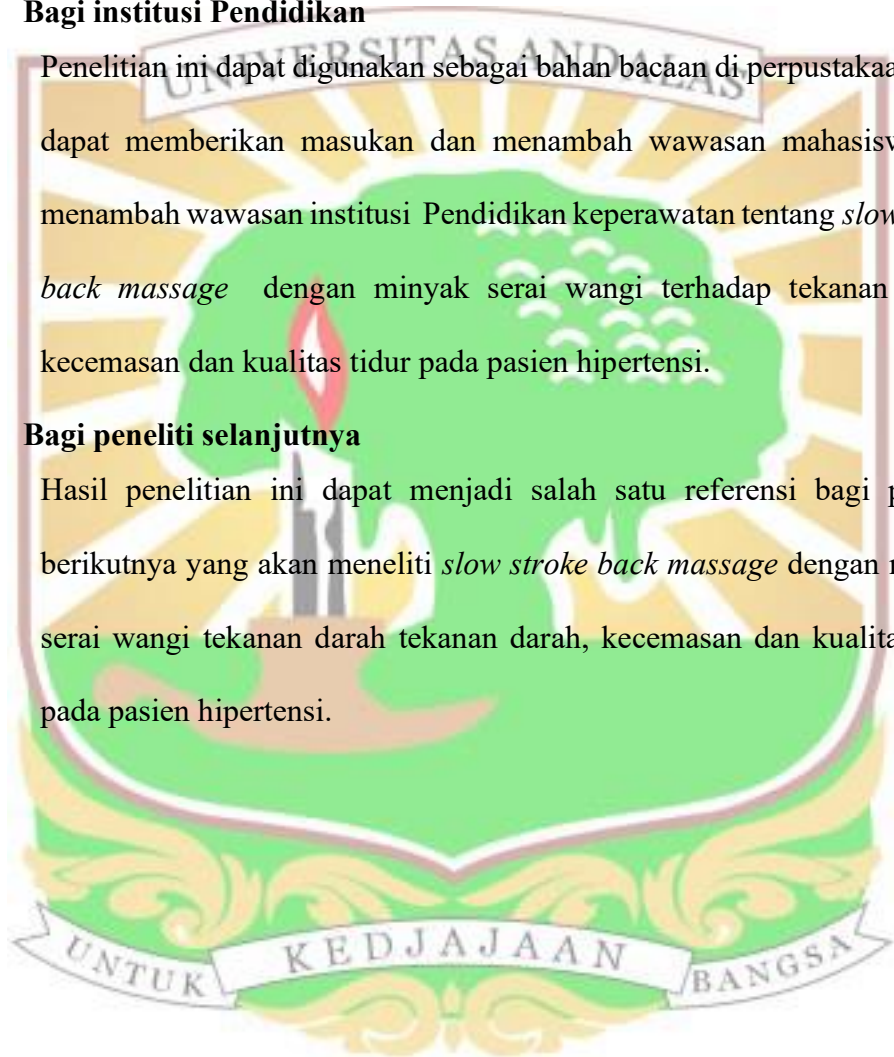 Bagi institusi Pendidikan
UNIVERSITAS ANDALAS
Penelitian ini dapat digunakan sebagai bahan bacaan di perpustakaa
dapat memberikan masukan dan menambah wawasan mahasisw
menambah wawasan institusi Pendidikan keperawatan tentang slow
back massage dengan minyak serai wangi terhadap tekanan
kecemasan dan kualitas tidur pada pasien hipertensi.
Bagi peneliti selanjutnya
Hasil penelitian ini dapat menjadi salah satu referensi bagi p
berikutnya yang akan meneliti slow stroke back massage dengan
serai wangi tekanan darah tekanan darah, kecemasan dan kualita
pada pasien hipertensi.
UNTUK KEDJAJAAN BANGSA